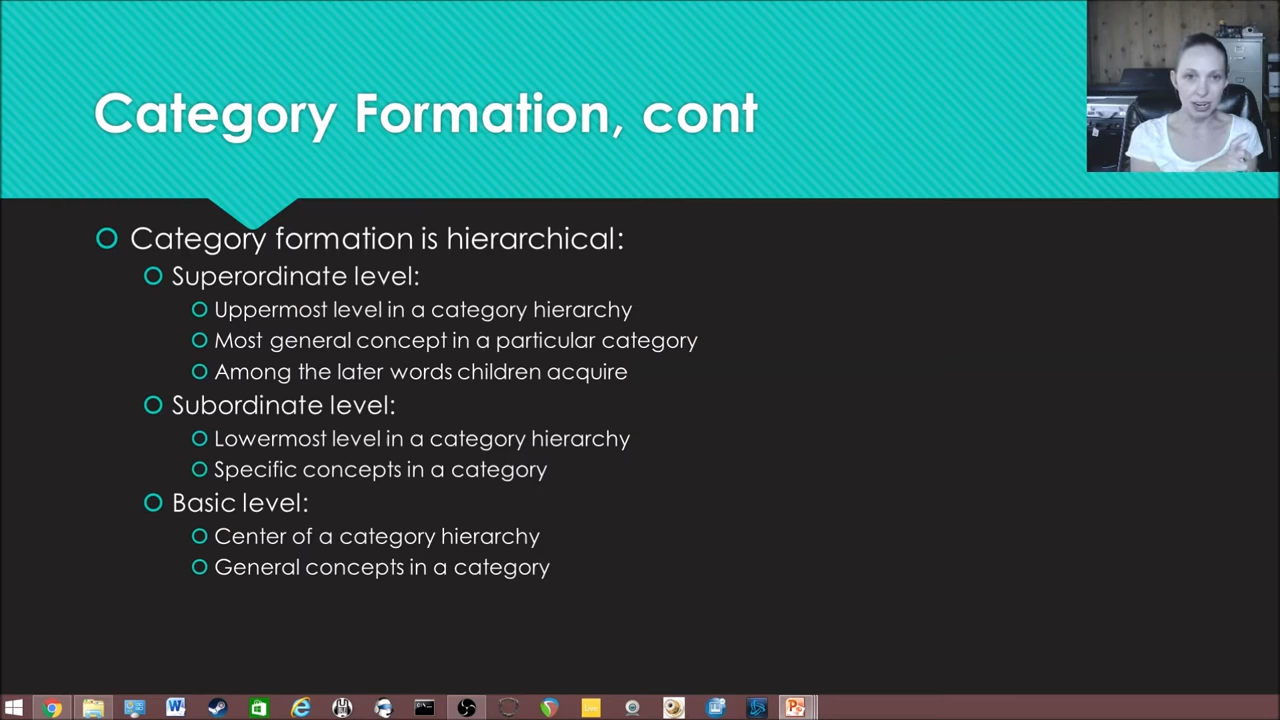 Category Formation, cont
Category formation is hierarchical:
Superordinate level:
Uppermost level in a category hierarchy
Most general concept in a particular category
Among the later words children acquire
Subordinate level:
Lowermost level in a category hierarchy
Specific concepts in a category
Basic level:
Center of a category hierarchy
General concepts in a category
Live